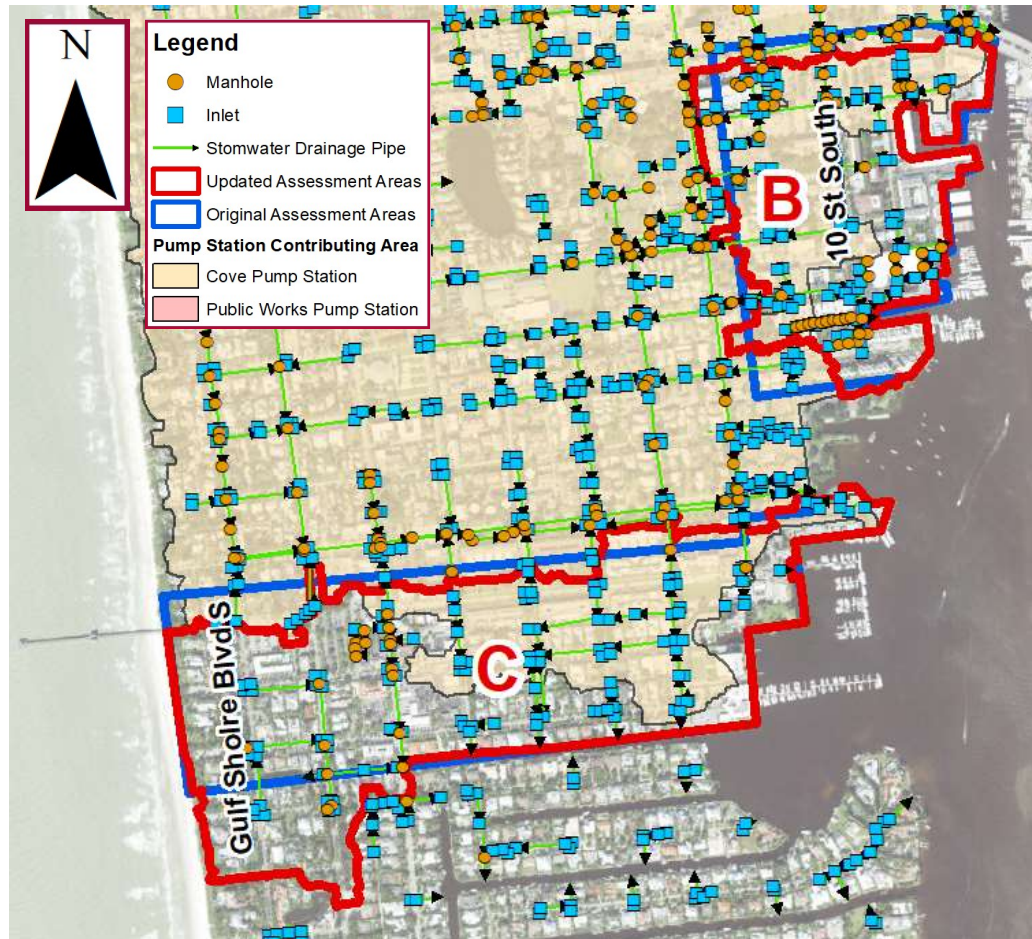 N
Legend
Manhole
Inlet
Stomwater Drainage Pipe
Updated Assessment Areas
Original Assessment Areas
Pump Station Contributing Area
Cove Pump Station
Public Works Pump Station
B
10 St South
C
Gulf Sholre Blvd S